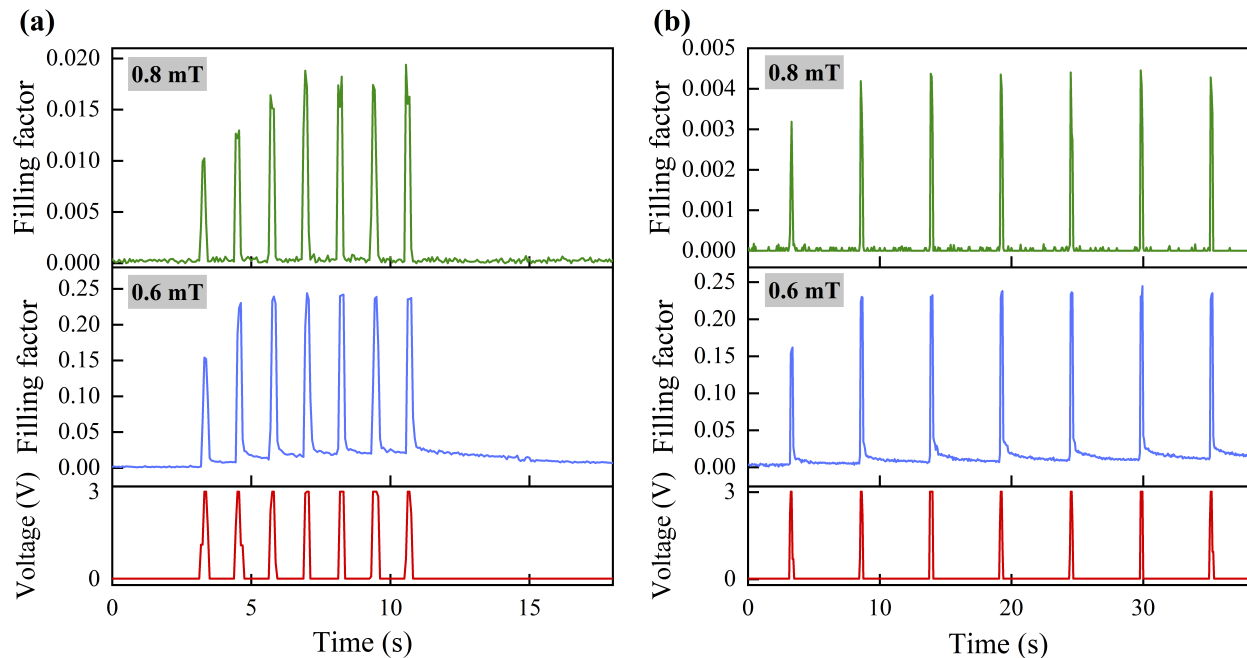 (a)
Filling factor
0.020
0.015
0.010
0.005
0.000
0.8 mT
Filling factor
0.25
0.20
0.15
0.10
0.05
0.00
0.6 mT
Voltage (V)
3
0
0 5 10 15
Time (s)
(b)
Filling factor
0.005
0.004
0.003
0.002
0.001
0.000
0.8 mT
Filling factor
0.25
0.20
0.15
0.10
0.05
0.00
0.6 mT
Voltage (V)
3
0
0 10 20 30
Time (s)